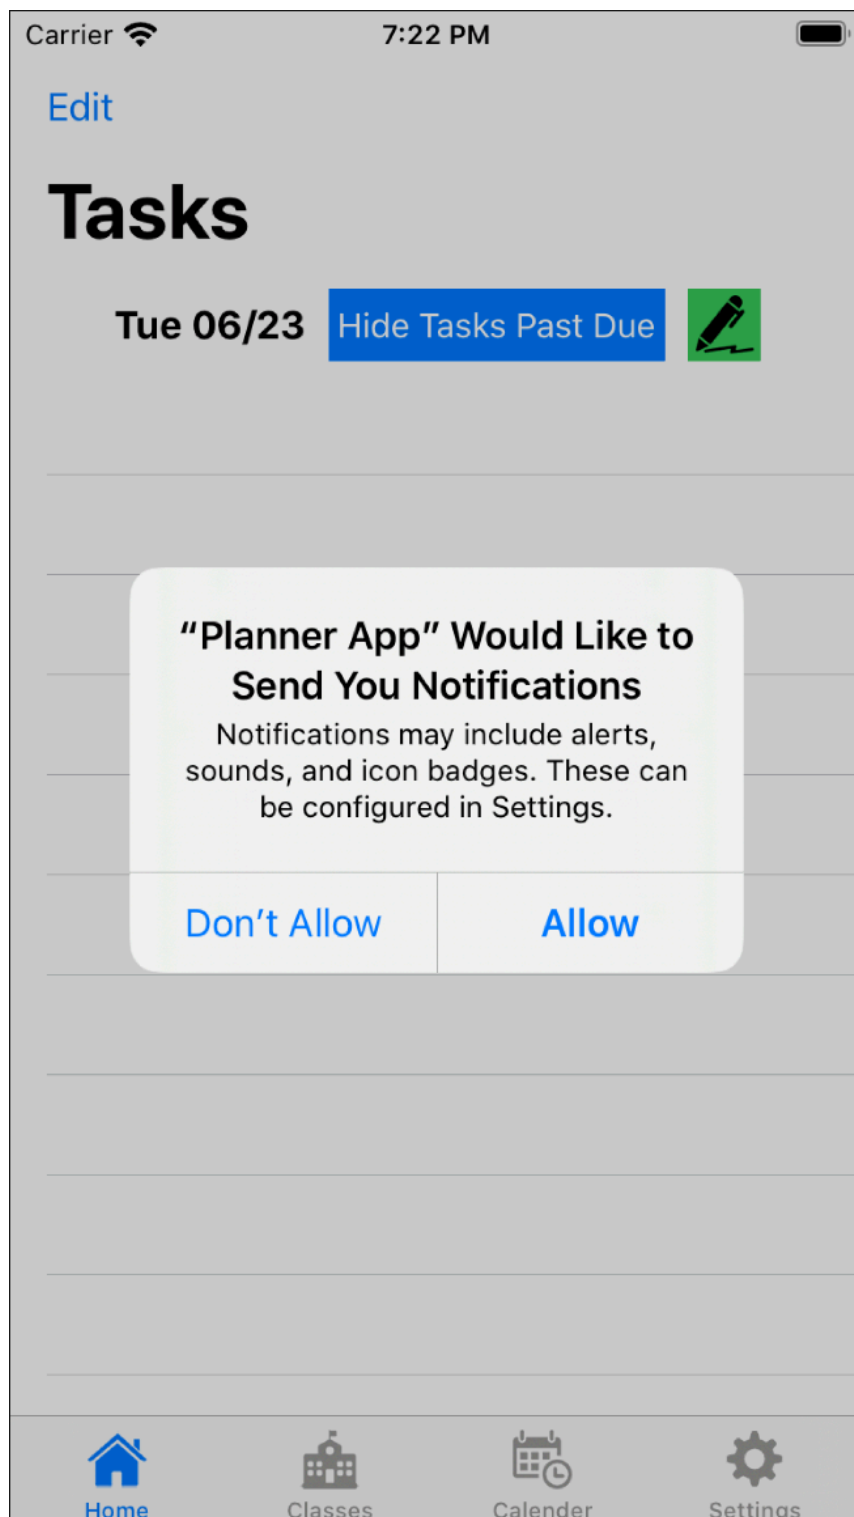 Carrier
7:22 PM
Edit
Tasks
Tue 06/23
Hide Tasks Past Due
“Planner App” Would Like to
Send You Notifications
Notifications may include alerts,
sounds, and icon badges. These can
be configured in Settings.
Don’t Allow
Allow
Home
Classes
Calender
Settings